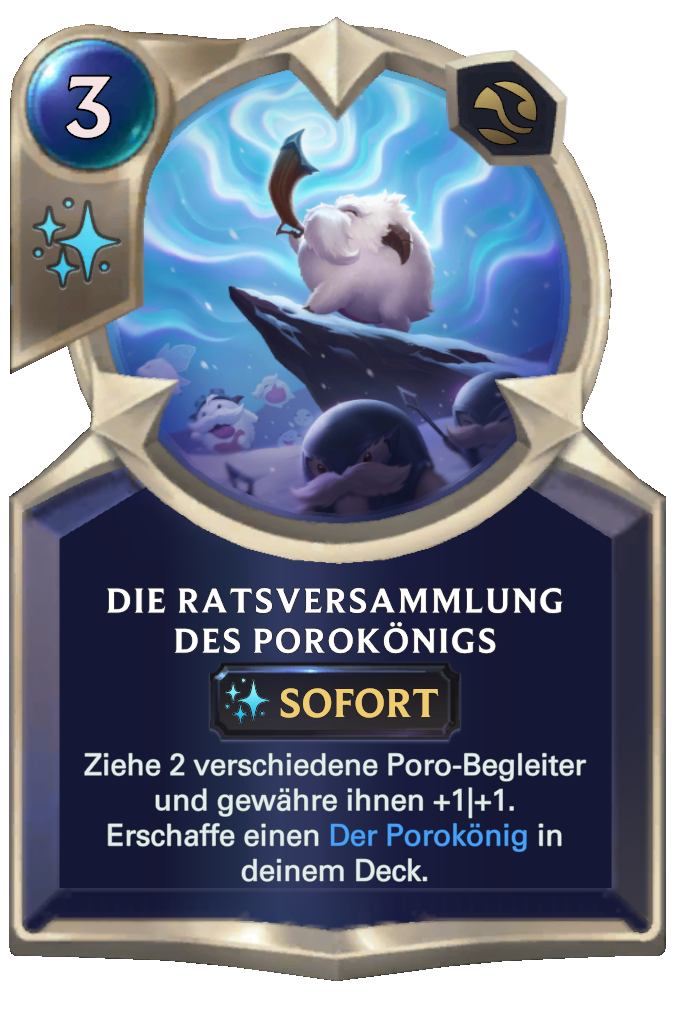 3
DIE RATSVERSAMMLUNG
DES POROKÖNIGS
SOFORT
Ziehe 2 verschiedene Poro-Begleiter
und gewähre ihnen +1|+1.
Erschaffe einen Der Porokönig in
deinem Deck.